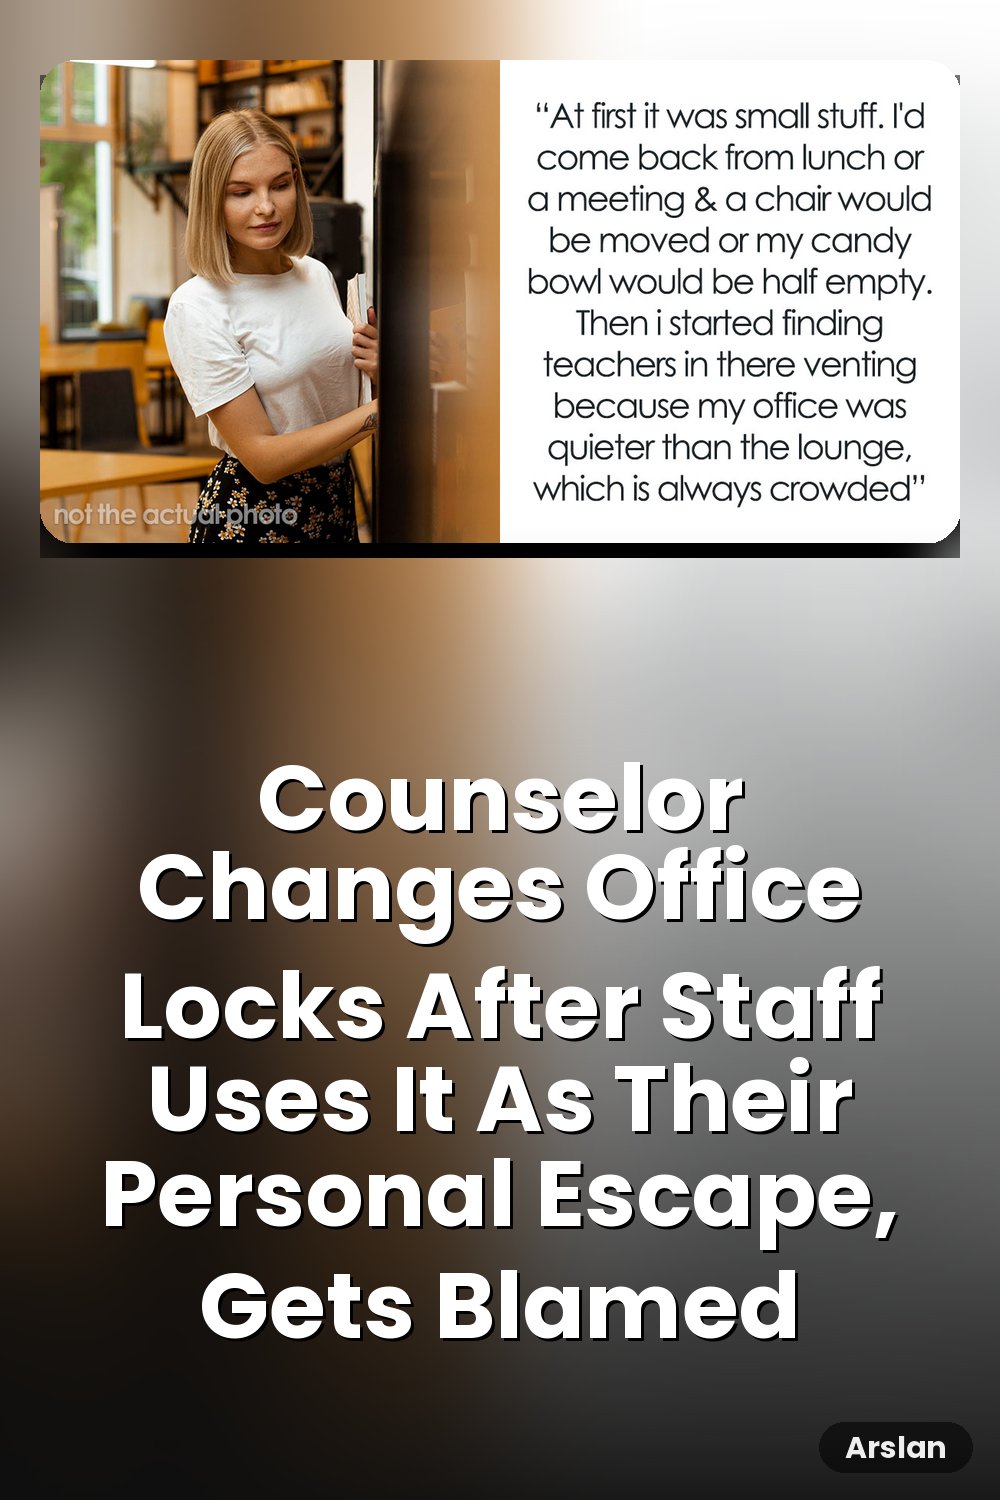 “At first it was small stuff. I'd
come back from lunch or
a meeting & a chair would
be moved or my candy
bowl would be half empty.
Then i started finding
teachers in there venting
because my office was
quieter than the lounge,
which is always crowded”
not the actual photo
Counselor
Changes Office
Locks After Staff
Uses It As Their
Personal Escape,
Gets Blamed
Arslan